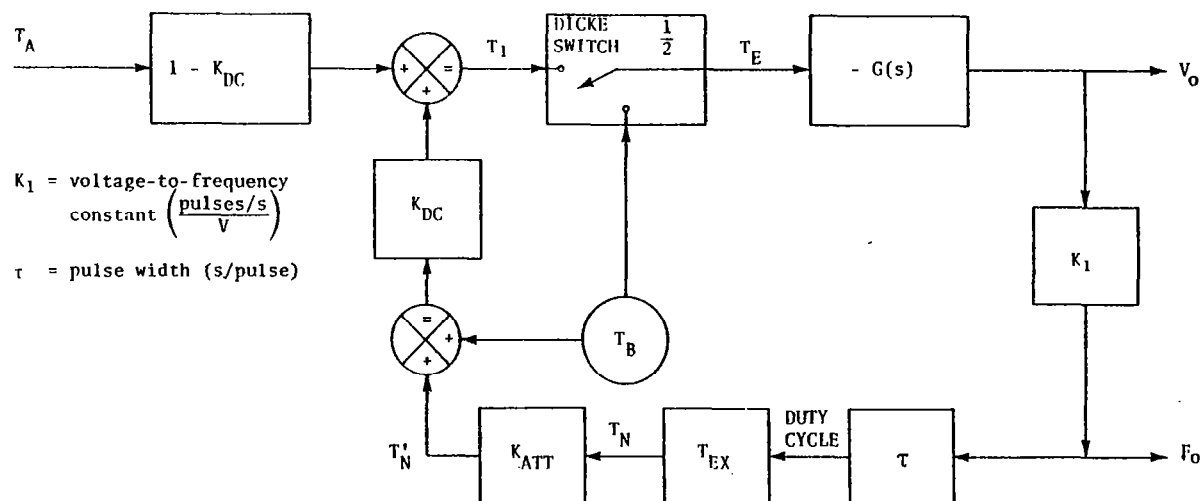 T_A
1 - K_DC
+ = +
T_1
DICKE
SWITCH 1/2
T_E
- G(s)
V_o
K_1 = voltage-to-frequency
constant (pulses/s / V)
τ = pulse width (s/pulse)
K_DC
K_1
= + +
T_B
T'_N
K_ATT
T_N
T_EX
DUTY
CYCLE
τ
F_o